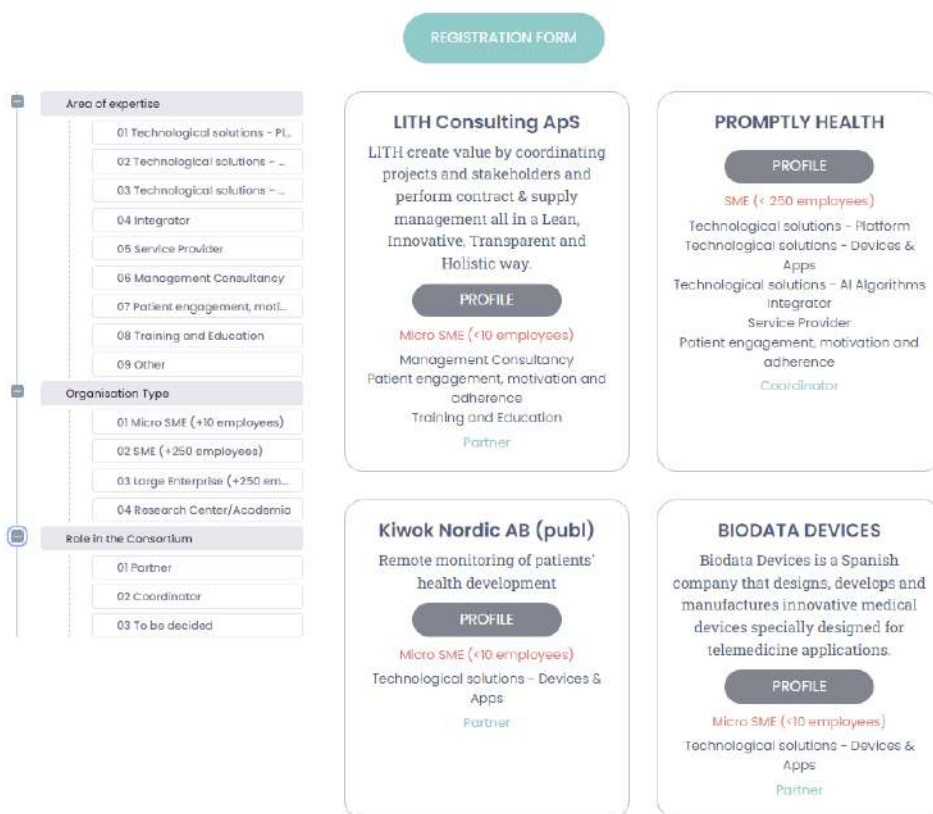 REGISTRATION FORM
Area of expertise
01 Technological solutions - Pl...
02 Technological solutions - ...
03 Technological solutions - ...
04 Integrator
05 Service Provider
06 Management Consultancy
07 Patient engagement, moti...
08 Training and Education
09 Other
Organisation Type
01 Micro SME (+10 employees)
02 SME (+250 employees)
03 Large Enterprise (+250 em...
04 Research Center/Academia
Role in the Consortium
01 Partner
02 Coordinator
03 To be decided
LITH Consulting ApS
LITH create value by coordinating
projects and stakeholders and
perform contract & supply
management all in a Lean,
Innovative, Transparent and
Holistic way.
PROFILE
Micro SME (<10 employees)
Management Consultancy
Patient engagement, motivation and
adherence
Training and Education
Partner
PROMPTLY HEALTH
PROFILE
SME (< 250 employees)
Technological solutions - Platform
Technological solutions - Devices &
Apps
Technological solutions - AI Algorithms
Integrator
Service Provider
Patient engagement, motivation and
adherence
Coordinator
Kiwok Nordic AB (publ)
Remote monitoring of patients'
health development
PROFILE
Micro SME (<10 employees)
Technological solutions - Devices &
Apps
Partner
BIODATA DEVICES
Biodata Devices is a Spanish
company that designs, develops and
manufactures innovative medical
devices specially designed for
telemedicine applications.
PROFILE
Micro SME (<10 employees)
Technological solutions - Devices &
Apps
Partner